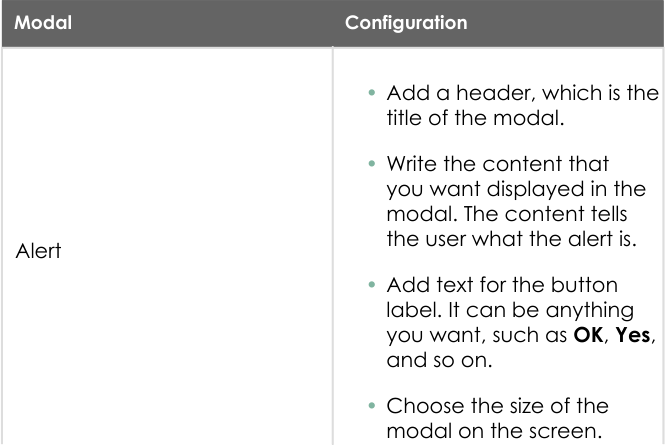 Modal Configuration
• Add a header, which is the
title of the modal.
• Write the content that
you want displayed in the
modal. The content tells
the user what the alert is.
Alert
• Add text for the button
label. It can be anything
you want, such as OK, Yes,
and so on.
• Choose the size of the
modal on the screen.